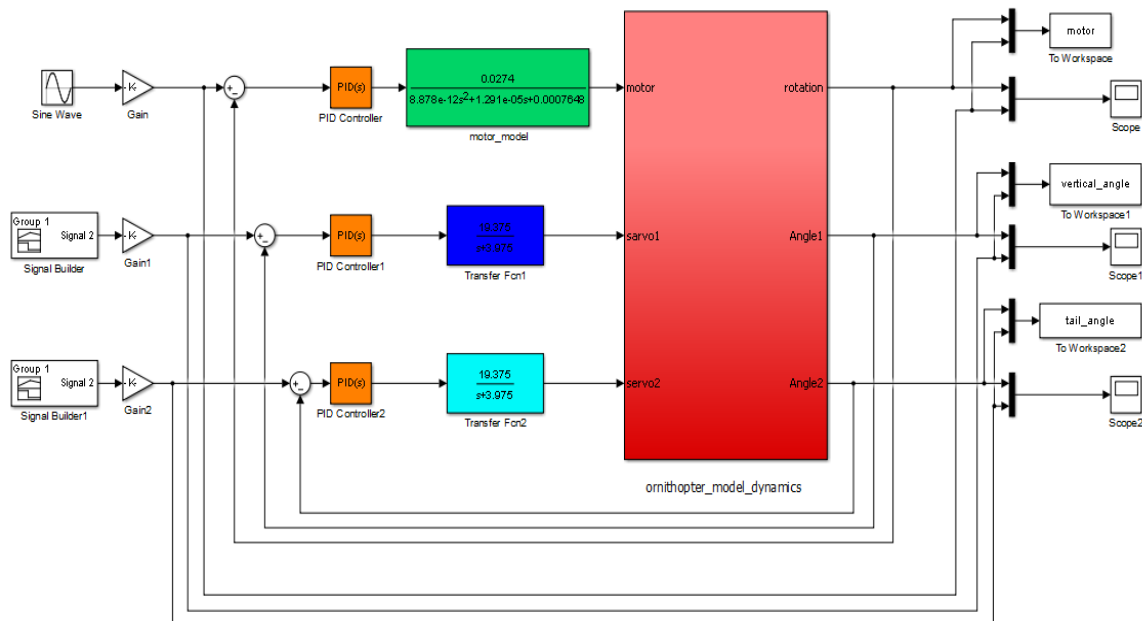 Sine Wave
-K-
Gain
+
-
PID(s)
PID Controller
0.0274
8.878e-12s²+1.291e-05s+0.0007648
motor_model
motor
rotation
motor
To Workspace
Scope
Group 1
Signal 2
Signal Builder
-K-
Gain1
+
-
PID(s)
PID Controller1
19.375
s+3.975
Transfer Fcn1
sarvo1
Angle1
vertical_angle
To Workspace1
Scope1
Group 1
Signal 2
Signal Builder1
-K-
Gain2
+
-
PID(s)
PID Controller2
19.375
s+3.975
Transfer Fcn2
servo2
Angle2
tail_angle
To Workspace2
Scope2
ornithopter_model_dynamics